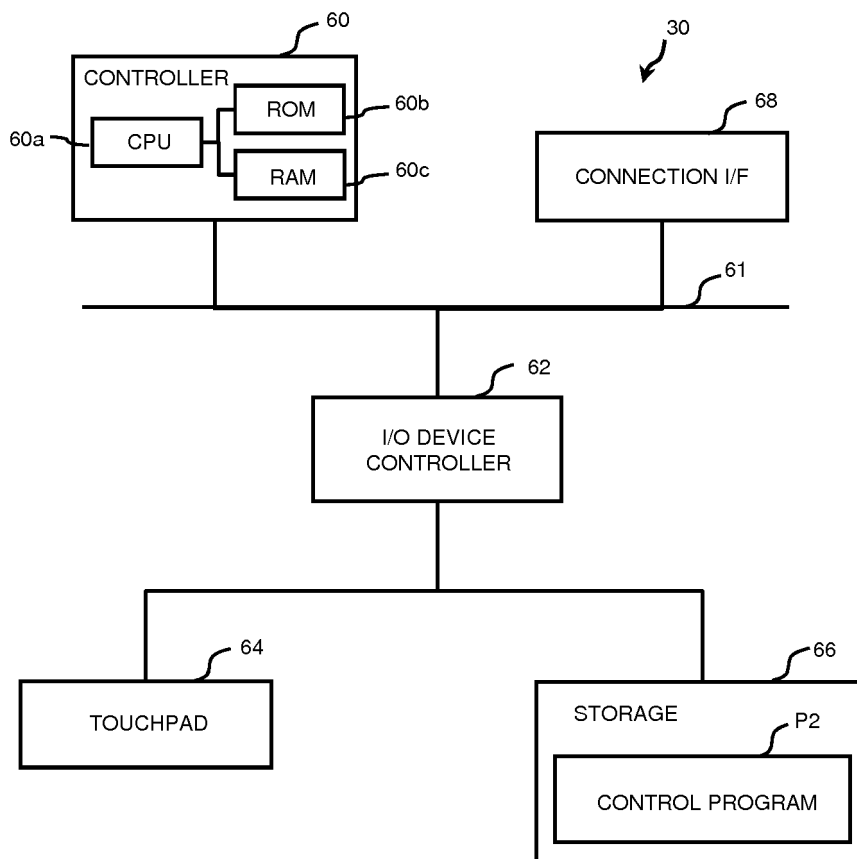 60
30
CONTROLLER
ROM
60b
68
60a
CPU
CONNECTION I/F
RAM
60c
61
62
I/O DEVICE
CONTROLLER
64
66
TOUCHPAD
STORAGE
P2
CONTROL PROGRAM